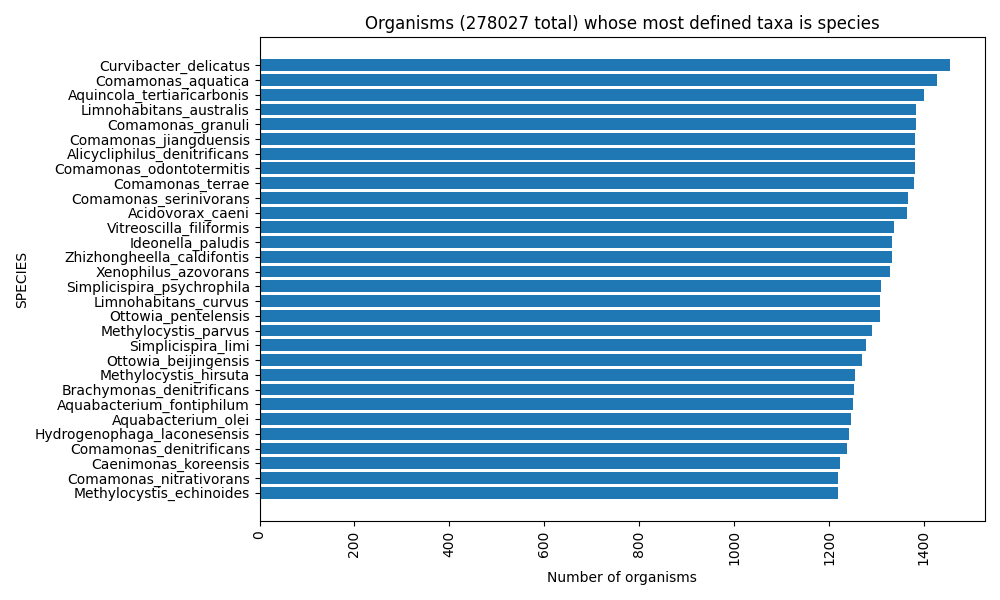 Organisms (278027 total) whose most defined taxa is species
SPECIES
Curvibacter_delicatus
Comamonas_aquatica
Aquincola_tertiaricarbonis
Limnohabitans_australis
Comamonas_granuli
Comamonas_jiangduensis
Alicycliphilus_denitrificans
Comamonas_odontotermitis
Comamonas_terrae
Comamonas_serinivorans
Acidovorax_caeni
Vitreoscilla_filiformis
Ideonella_paludis
Zhizhongheella_caldifontis
Xenophilus_azovorans
Simplicispira_psychrophila
Limnohabitans_curvus
Ottowia_pentelensis
Methylocystis_parvus
Simplicispira_limi
Ottowia_beijingensis
Methylocystis_hirsuta
Brachymonas_denitrificans
Aquabacterium_fontiphilum
Aquabacterium_olei
Hydrogenophaga_laconesensis
Comamonas_denitrificans
Caenimonas_koreensis
Comamonas_nitrativorans
Methylocystis_echinoides
0
200
400
600
800
1000
1200
1400
Number of organisms